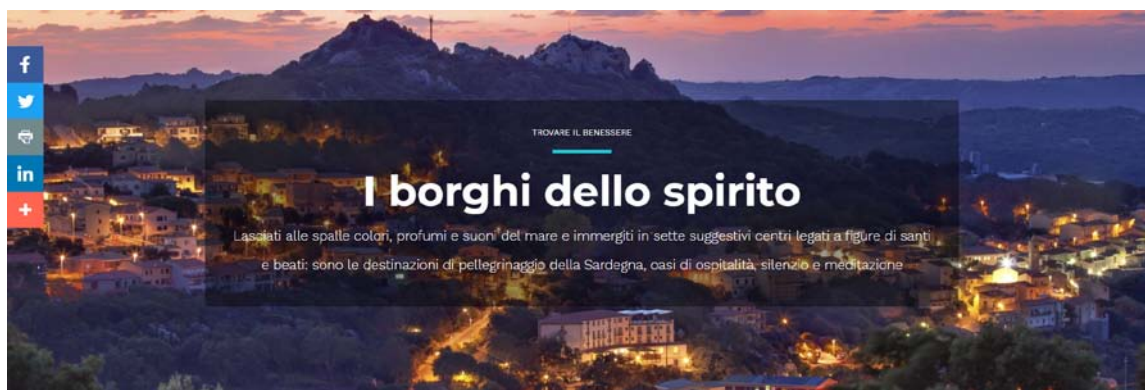 TROVARE IL BENESSERE
I borghi dello spirito
Lasciati alle spalle colori, profumi e suoni del mare e immergiti in sette suggestivi centri legati a figure di santi
e beati: sono le destinazioni di pellegrinaggio della Sardegna, oasi di ospitalità, silenzio e meditazione
f
in
+